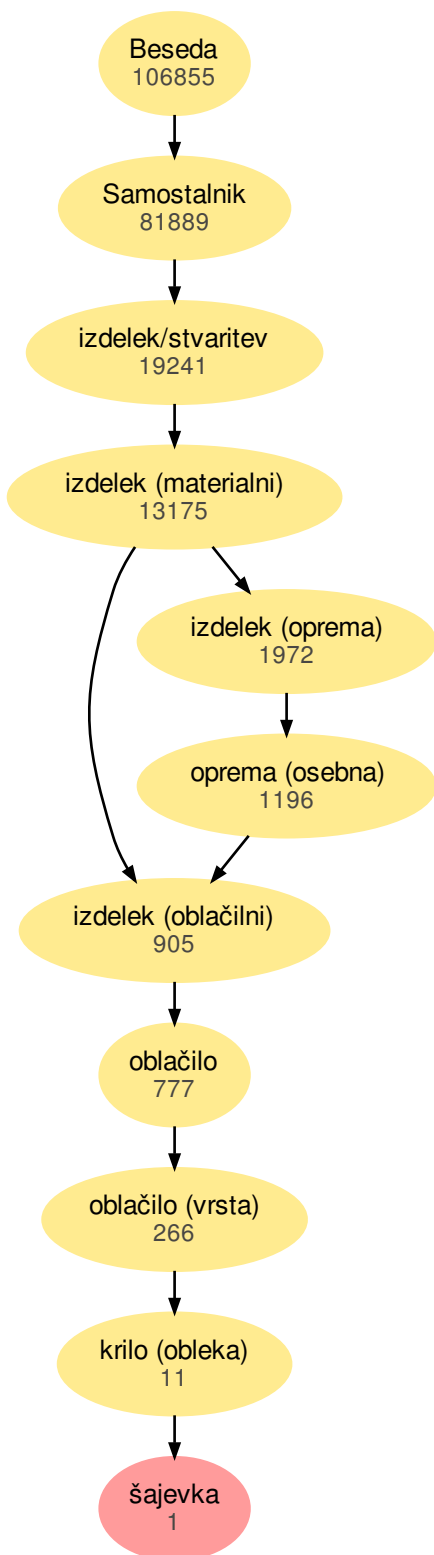 Beseda
106855
Samostalnik
81889
izdelek/stvaritev
19241
izdelek (materialni)
13175
izdelek (oprema)
1972
oprema (osebna)
1196
izdelek (oblačilni)
905
oblačilo
777
oblačilo (vrsta)
266
krilo (obleka)
11
šajevka
1